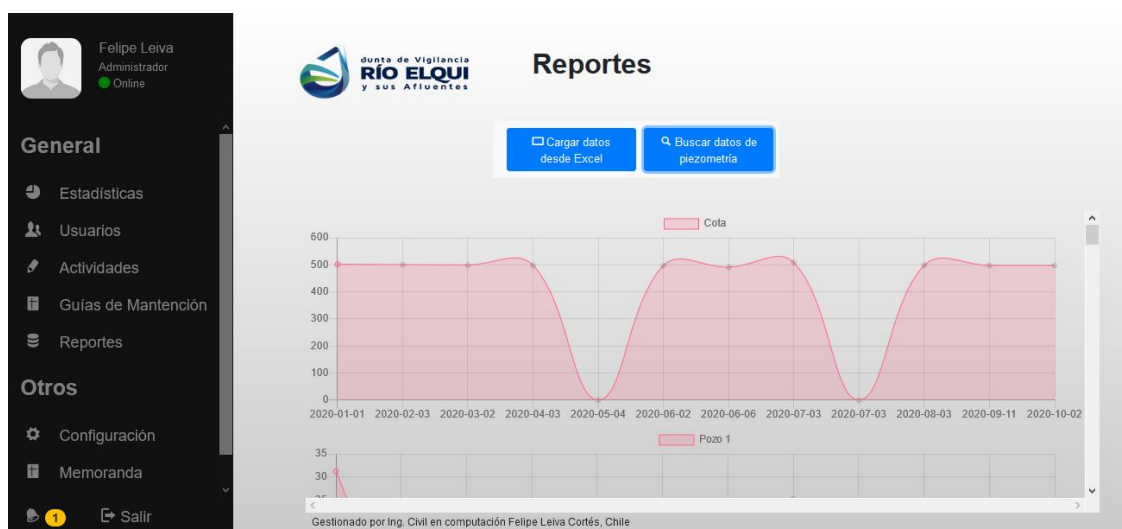 Felipe Leiva
Administrador
Online
General
Estadísticas
Usuarios
Actividades
Guías de Mantención
Reportes
Otros
Configuración
Memoranda
1
Salir
Junta de Vigilancia
RÍO ELQUI
y sus Afluentes
Reportes
Cargar datos
desde Excel
Buscar datos de
piezometría
Cota
600
500
400
300
200
100
0
2020-01-01 2020-02-03 2020-03-02 2020-04-03 2020-05-04 2020-06-02 2020-06-06 2020-07-03 2020-07-03 2020-08-03 2020-09-11 2020-10-02
Pozo 1
35
30
Gestionado por Ing. Civil en computación Felipe Leiva Cortés, Chile